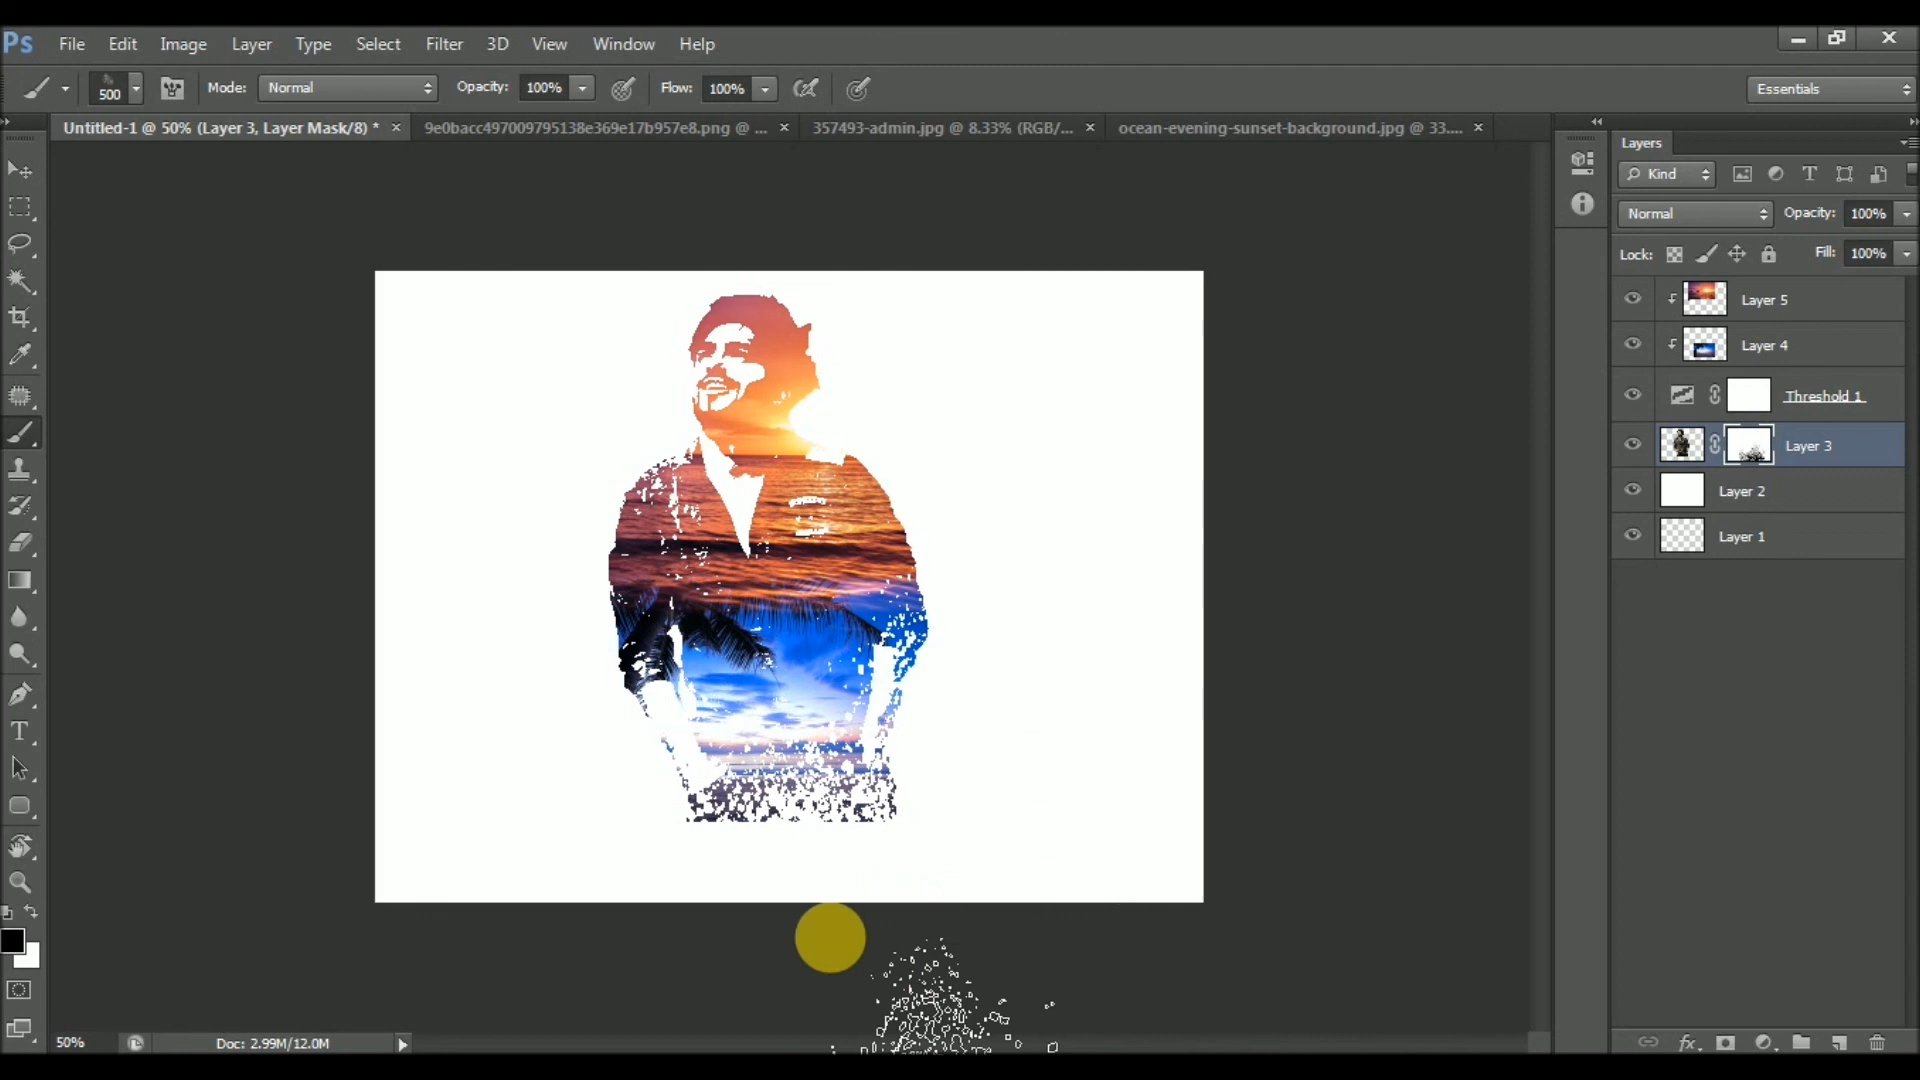 Ps File Edit Image Layer Type Select Filter 3D View Window Help
500 Mode: Normal Opacity: 100% Flow: 100% Essentials
Untitled-1 @ 50% (Layer 3, Layer Mask/8) * × 9e0bacc497009795138e369e17b957e8.png @ ... × 357493-admin.jpg @ 8.33% (RGB/... × ocean-evening-sunset-background.jpg @ 33.... ×
Layers
Kind
Normal Opacity: 100%
Lock: Fill: 100%
Layer 5
Layer 4
Threshold 1
Layer 3
Layer 2
Layer 1
50% Doc: 2.99M/12.0M